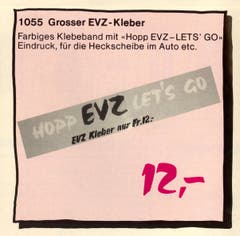 1055 Grosser EVZ-Kleber
Farbiges Klebeband mit «Hopp EVZ–LETS' GO»
Eindruck, für die Heckscheibe im Auto etc.
HOPP EVZ LET'S GO
EVZ Kleber nur Fr.12.-
12,-